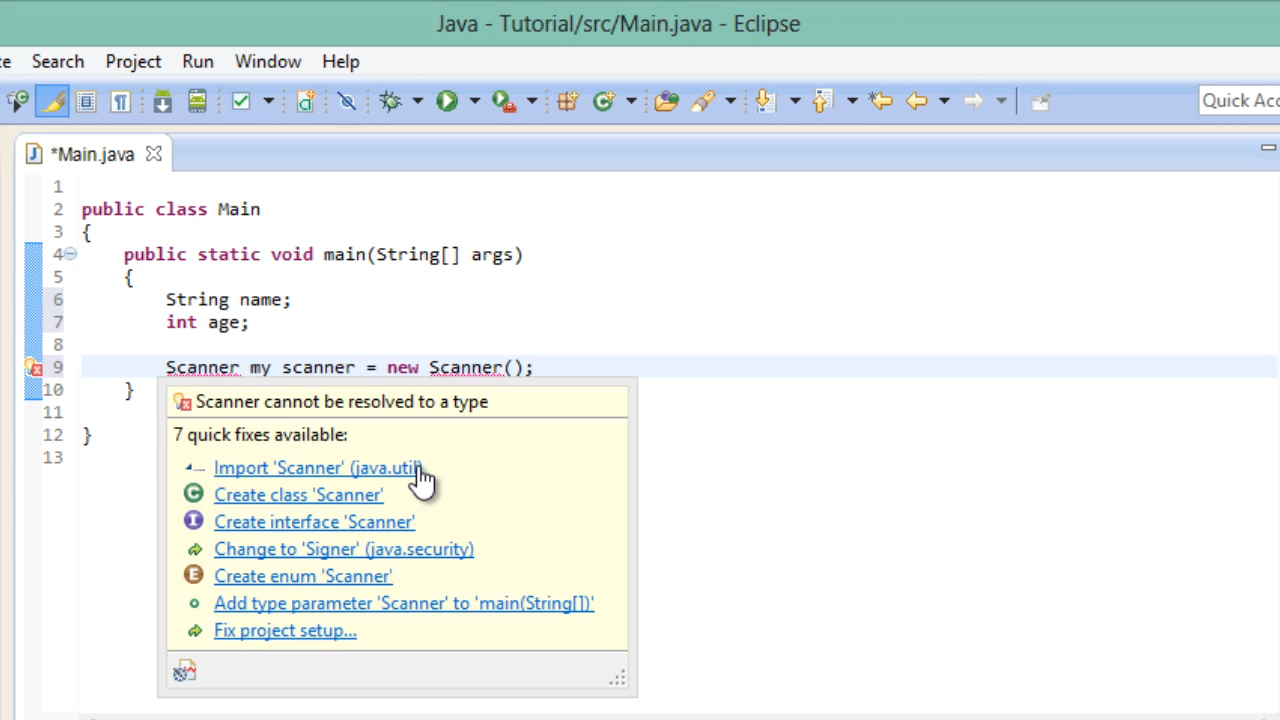 Java - Tutorial/src/Main.java - Eclipse
Search Project Run Window Help
Quick
*Main.java
1
2 public class Main
3 {
4 public static void main(String[] args)
5 {
6 String name;
7 int age;
8
9 Scanner my scanner = new Scanner();
10 }
11
12 }
13
Scanner cannot be resolved to a type
7 quick fixes available:
Import 'Scanner' (java.util)
Create class 'Scanner'
Create interface 'Scanner'
Change to 'Signer' (java.security)
Create enum 'Scanner'
Add type parameter 'Scanner' to 'main(String[])'
Fix project setup...